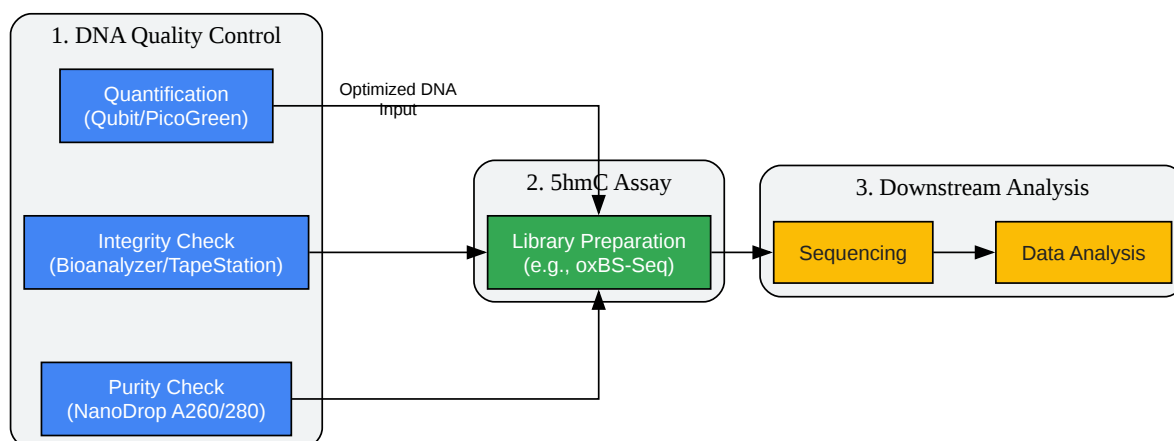 1. DNA Quality Control
Quantification
(Qubit/PicoGreen)
Optimized DNA
Input
Integrity Check
(Bioanalyzer/TapeStation)
Purity Check
(NanoDrop A260/280)
2. 5hmC Assay
Library Preparation
(e.g., oxBS-Seq)
3. Downstream Analysis
Sequencing
Data Analysis